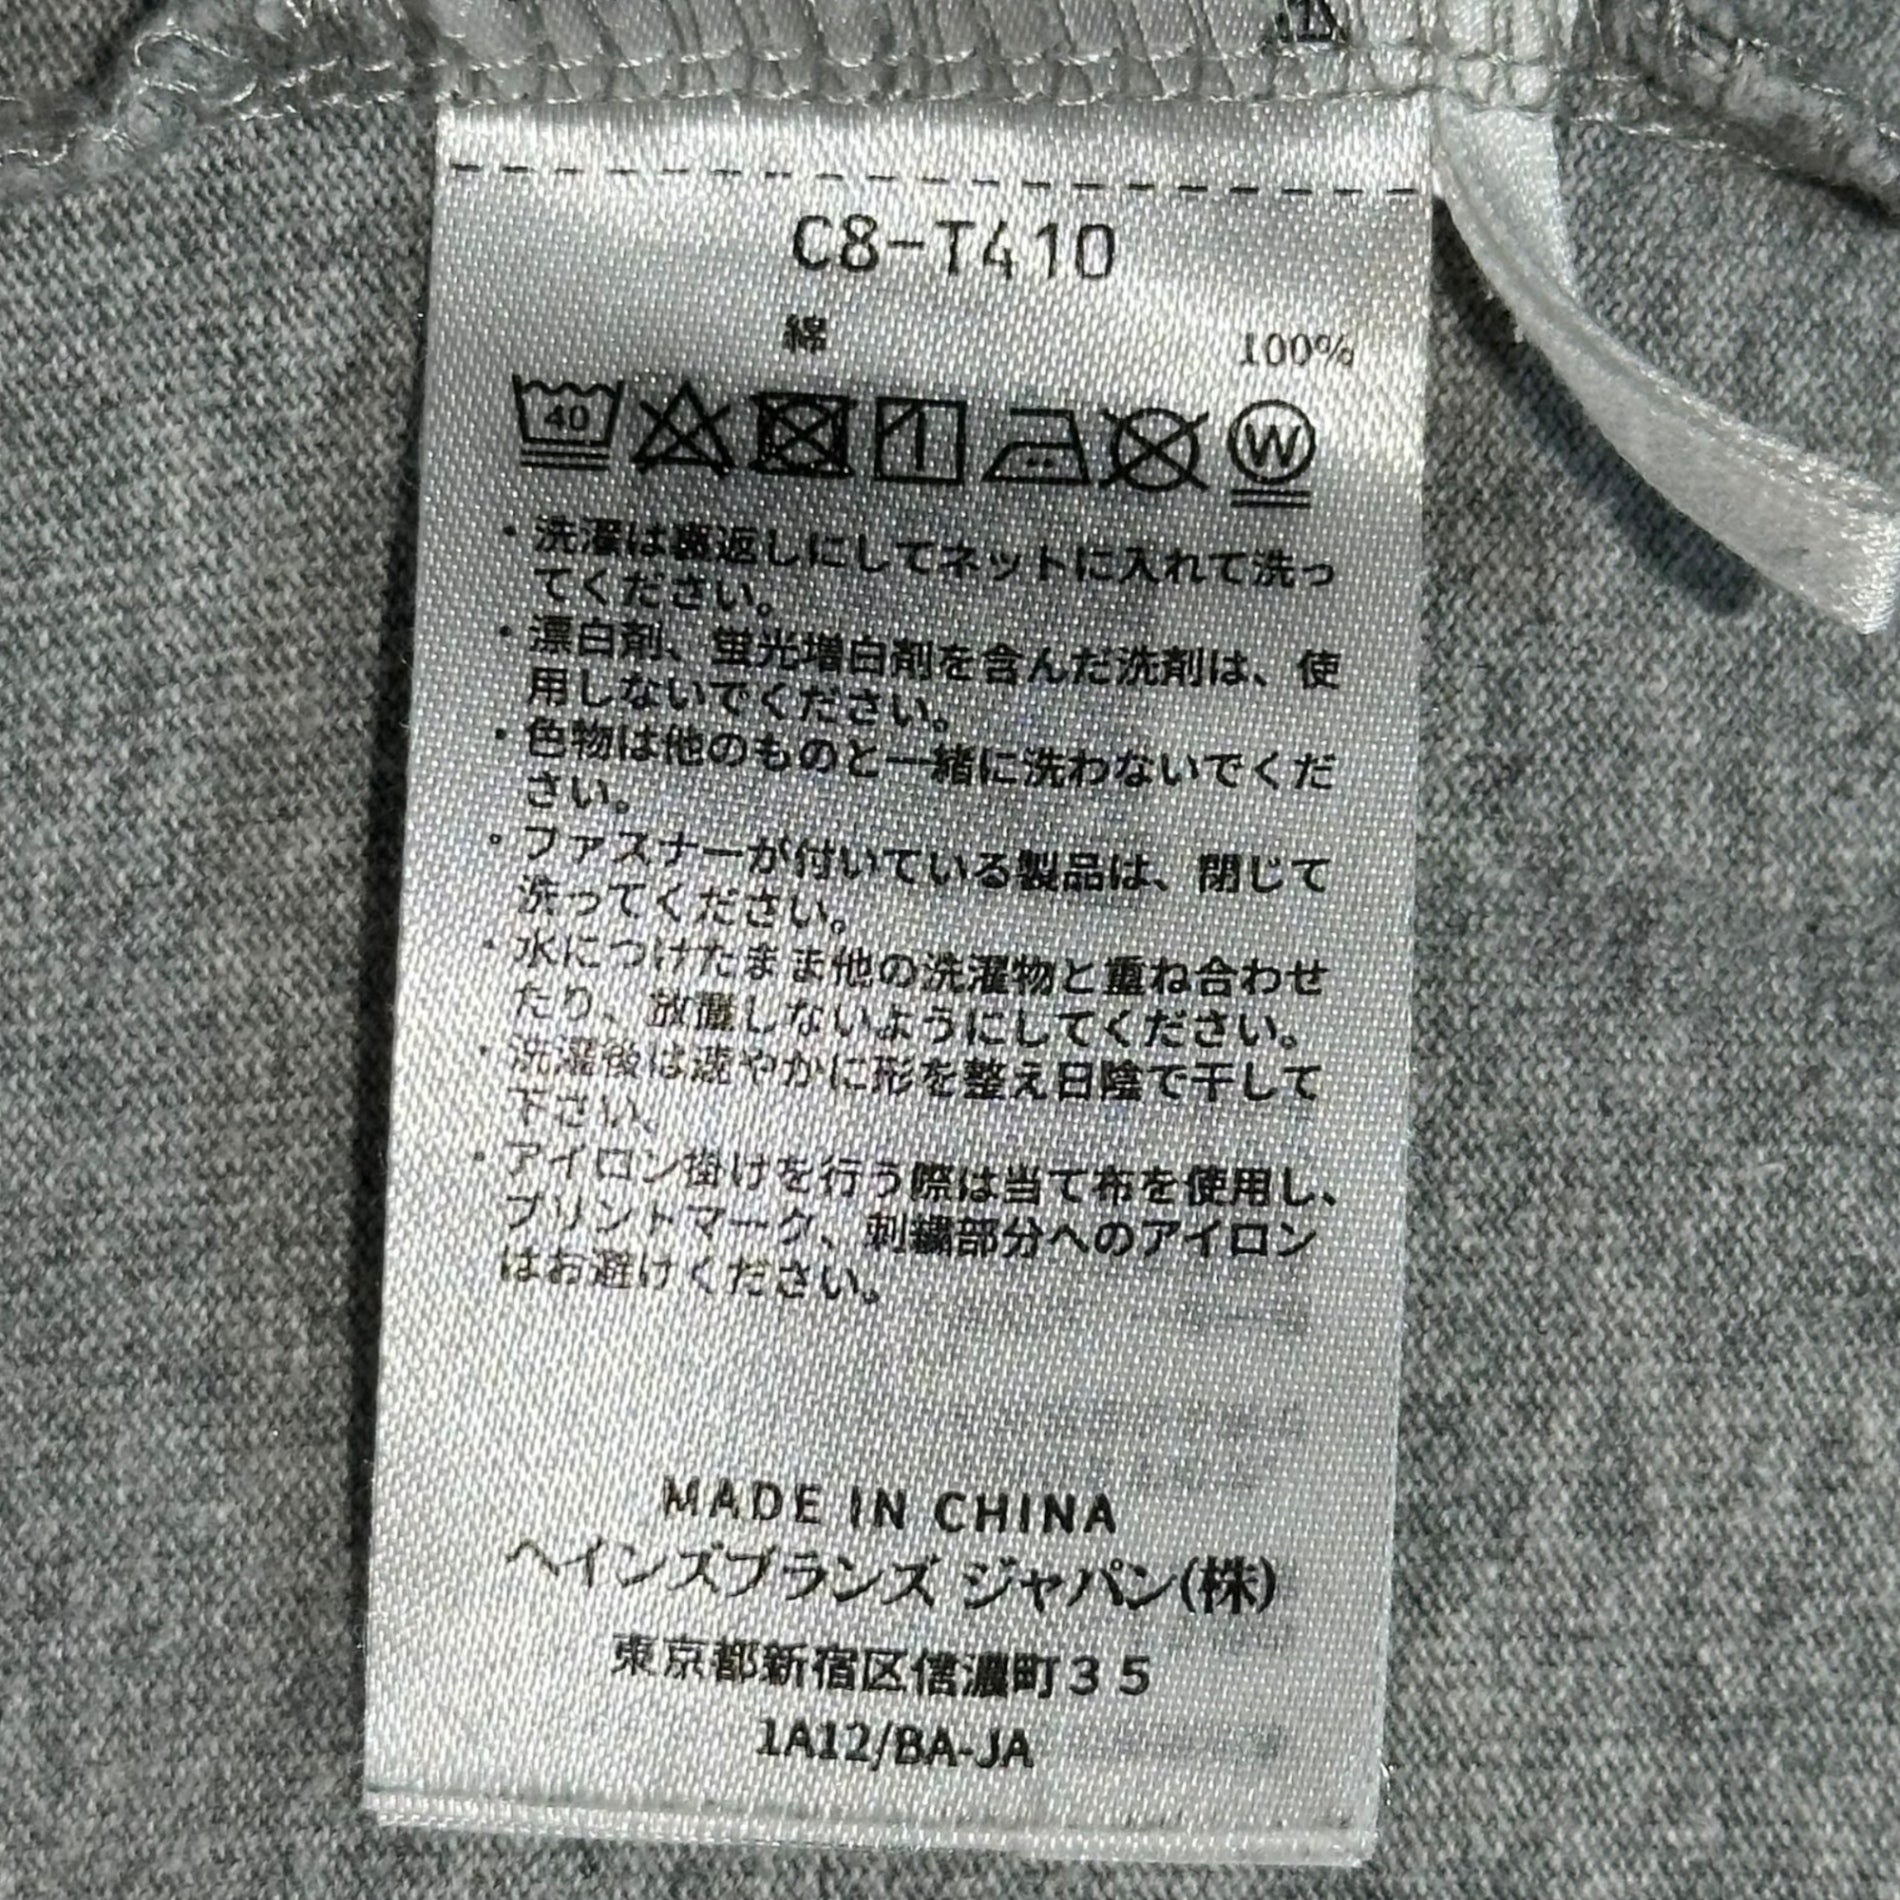 C8-T410
綿 100%
40
W
・洗濯は裏返しにしてネットに入れて洗っ
てください。
・漂白剤、蛍光増白剤を含んだ洗剤は、使
用しないでください。
・色物は他のものと一緒に洗わないでくだ
さい。
・ファスナーが付いている製品は、閉じて
洗ってください。
・水につけたまま他の洗濯物と重ね合わせ
たり、放置しないようにしてください。
・洗濯後は速やかに形を整え日陰で干して
下さい。
・アイロン掛けを行う際は当て布を使用し、
プリントマーク、刺繍部分へのアイロン
はお避けください。
MADE IN CHINA
ヘインズブランズ ジャパン(株)
東京都新宿区信濃町35
1A12/BA-JA